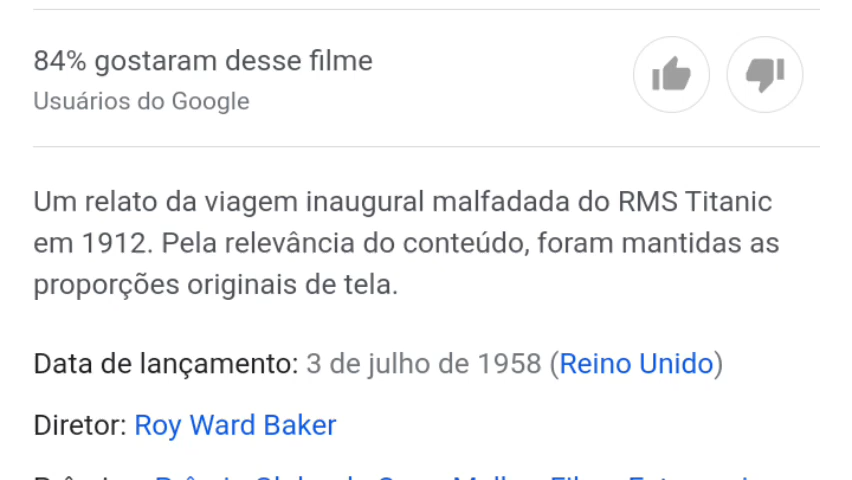 84% gostaram desse filme
Usuários do Google
Um relato da viagem inaugural malfadada do RMS Titanic
em 1912. Pela relevância do conteúdo, foram mantidas as
proporções originais de tela.
Data de lançamento: 3 de julho de 1958 (Reino Unido)
Diretor: Roy Ward Baker